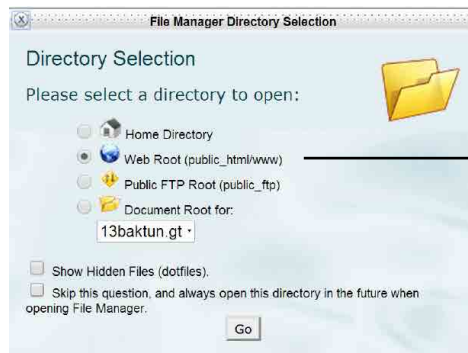 File Manager Directory Selection
Directory Selection
Please select a directory to open:
Home Directory
Web Root (public_html/www)
Public FTP Root (public_ftp)
Document Root for:
13baktun.gt
Show Hidden Files (dotfiles).
Skip this question, and always open this directory in the future when
opening File Manager.
Go